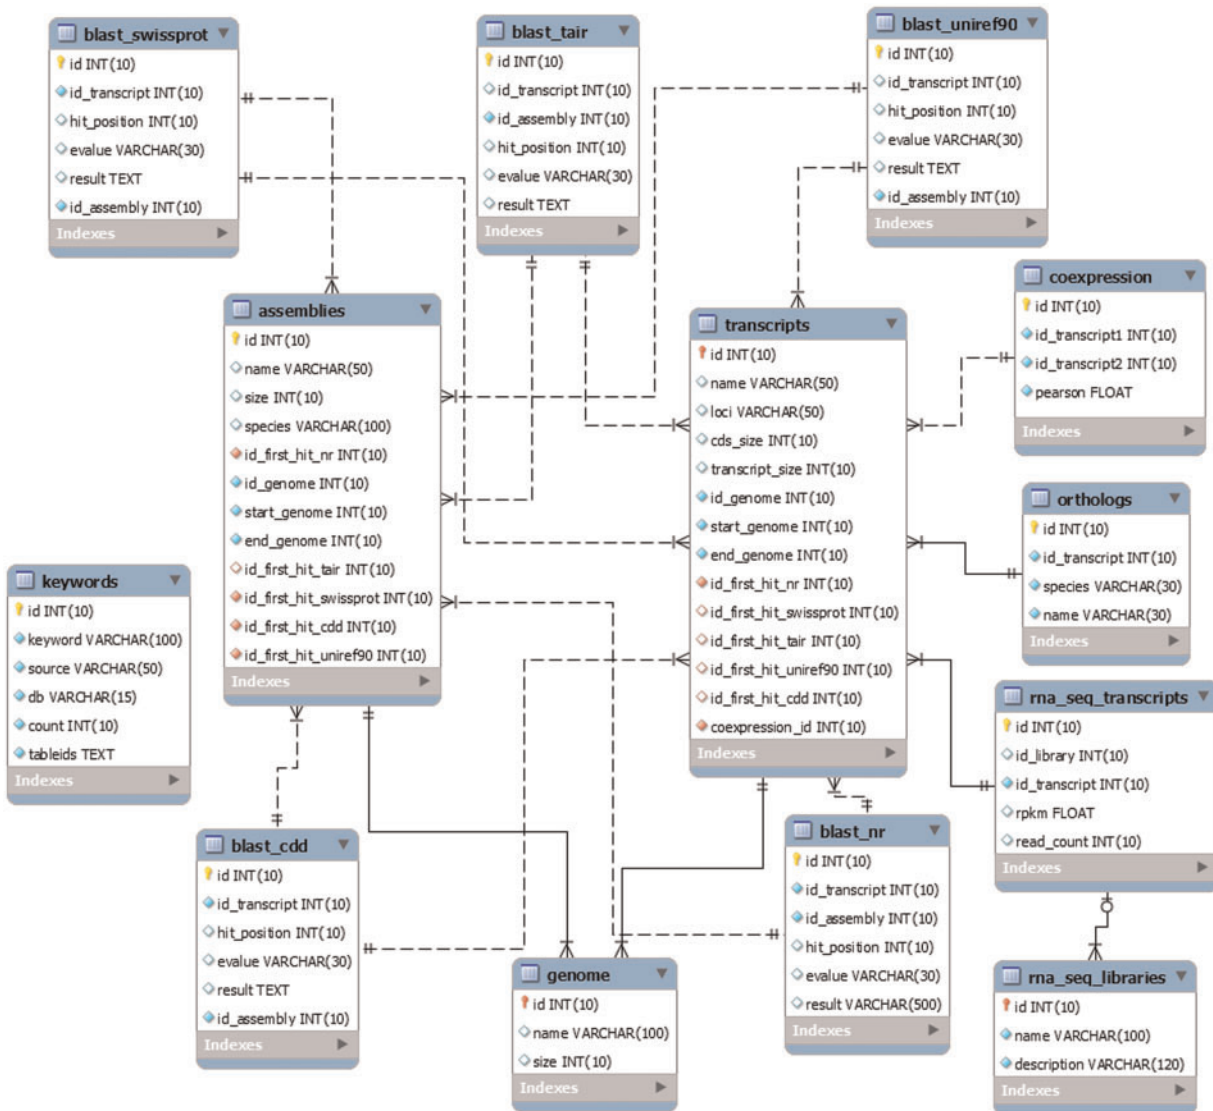 blast_swissprot
id INT(10)
id_transcript INT(10)
hit_position INT(10)
evalue VARCHAR(30)
result TEXT
id_assembly INT(10)
Indexes
blast_tair
id INT(10)
id_transcript INT(10)
id_assembly INT(10)
hit_position INT(10)
evalue VARCHAR(30)
result TEXT
Indexes
blast_uniref90
id INT(10)
id_transcript INT(10)
hit_position INT(10)
evalue VARCHAR(30)
result TEXT
id_assembly INT(10)
Indexes
assemblies
id INT(10)
name VARCHAR(50)
size INT(10)
species VARCHAR(100)
id_first_hit_nr INT(10)
id_genome INT(10)
start_genome INT(10)
end_genome INT(10)
id_first_hit_tair INT(10)
id_first_hit_swissprot INT(10)
id_first_hit_cdd INT(10)
id_first_hit_uniref90 INT(10)
Indexes
transcripts
id INT(10)
name VARCHAR(50)
loci VARCHAR(50)
cds_size INT(10)
transcript_size INT(10)
id_genome INT(10)
start_genome INT(10)
end_genome INT(10)
id_first_hit_nr INT(10)
id_first_hit_swissprot INT(10)
id_first_hit_tair INT(10)
id_first_hit_uniref90 INT(10)
id_first_hit_cdd INT(10)
coexpression_id INT(10)
Indexes
coexpression
id INT(10)
id_transcript1 INT(10)
id_transcript2 INT(10)
pearson FLOAT
Indexes
orthologs
id INT(10)
id_transcript INT(10)
species VARCHAR(30)
name VARCHAR(30)
Indexes
keywords
id INT(10)
keyword VARCHAR(100)
source VARCHAR(50)
db VARCHAR(15)
count INT(10)
tableids TEXT
Indexes
rna_seq_transcripts
id INT(10)
id_library INT(10)
id_transcript INT(10)
rpkm FLOAT
read_count INT(10)
Indexes
blast_cdd
id INT(10)
id_transcript INT(10)
hit_position INT(10)
evalue VARCHAR(30)
result TEXT
id_assembly INT(10)
Indexes
blast_nr
id INT(10)
id_transcript INT(10)
id_assembly INT(10)
hit_position INT(10)
evalue VARCHAR(30)
result VARCHAR(500)
Indexes
genome
id INT(10)
name VARCHAR(100)
size INT(10)
Indexes
rna_seq_libraries
id INT(10)
name VARCHAR(100)
description VARCHAR(120)
Indexes